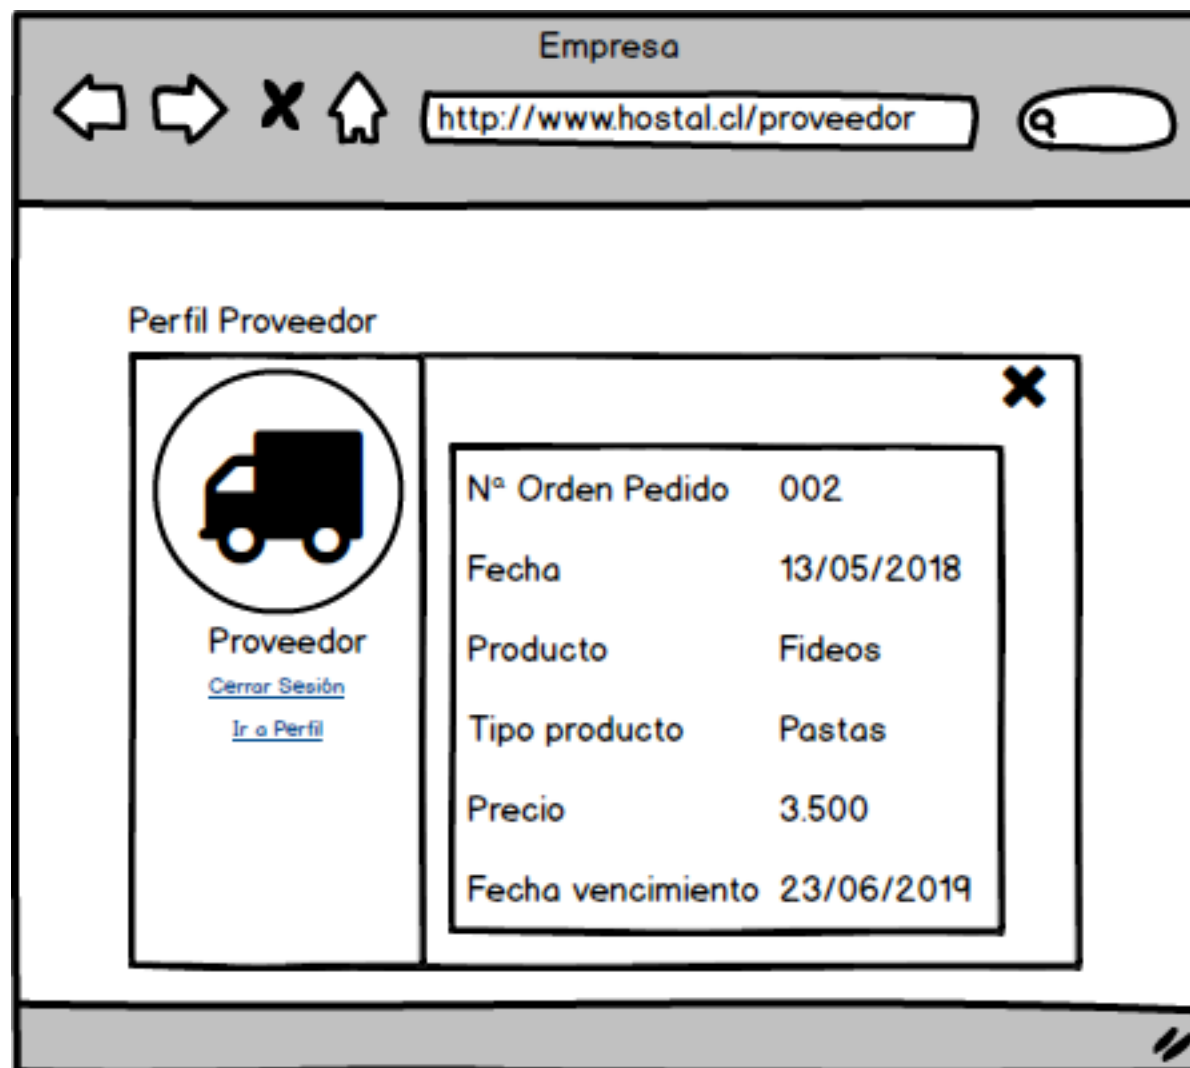 Empresa
http://www.hostal.cl/proveedor
Perfil Proveedor
Proveedor
Cerrar Sesión
Ir a Perfil
Nª Orden Pedido 002
Fecha 13/05/2018
Producto Fideos
Tipo producto Pastas
Precio 3.500
Fecha vencimiento 23/06/2019